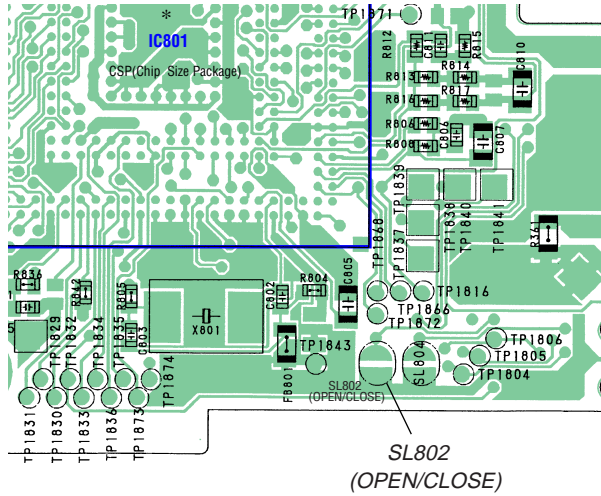 TP1871
*
IC801
CSP(Chip Size Package)
R812
C811
R815
C810
R814
R813
R817
R816
R806
C806
C807
R808
TP1839
TP1838
TP1840
TP1841
TP1868
TP1837
R361
R836
R842
R805
C803
X801
C802
R804
C805
TP1816
TP1866
TP1872
1
5
TP1829
TP1832
TP1834
TP1835
TP1874
FB801
TP1843
SL804
TP1806
TP1805
TP1804
SL802
(OPEN/CLOSE)
TP1831
TP1830
TP1833
TP1836
TP1873
SL802
(OPEN/CLOSE)